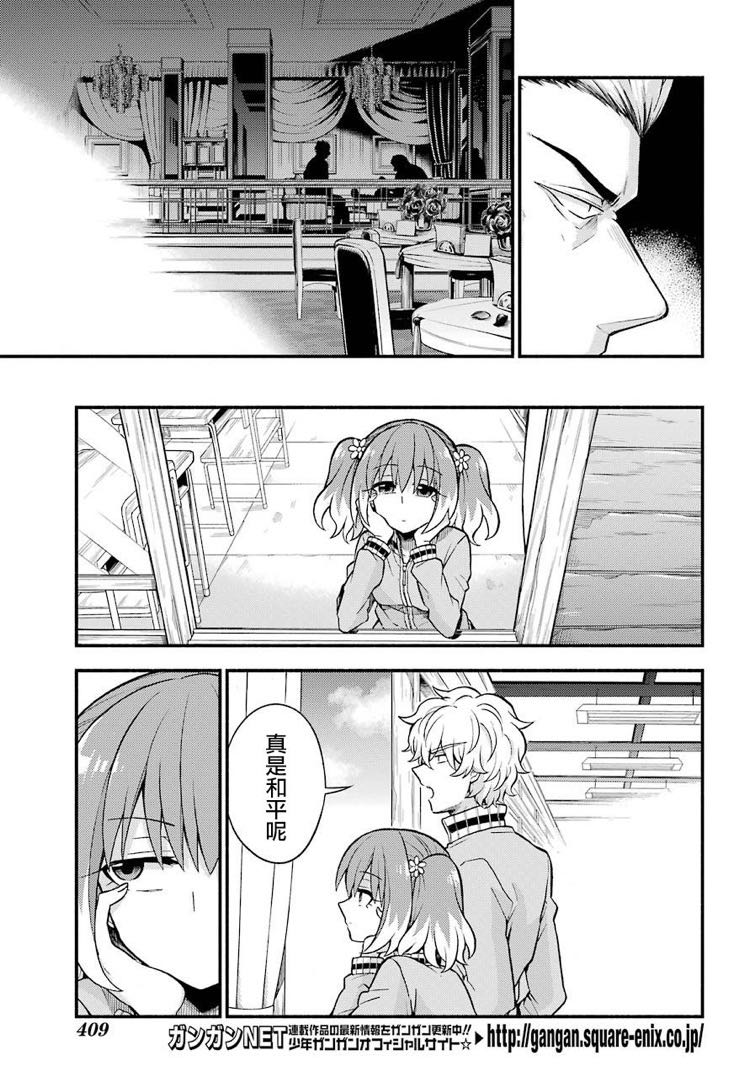 真是和平呢
409
ガンガンNET
連載作品の最新情報をガンガン更新中!!
少年ガンガンオフィシャルサイト☆
http://gangan.square-enix.co.jp/